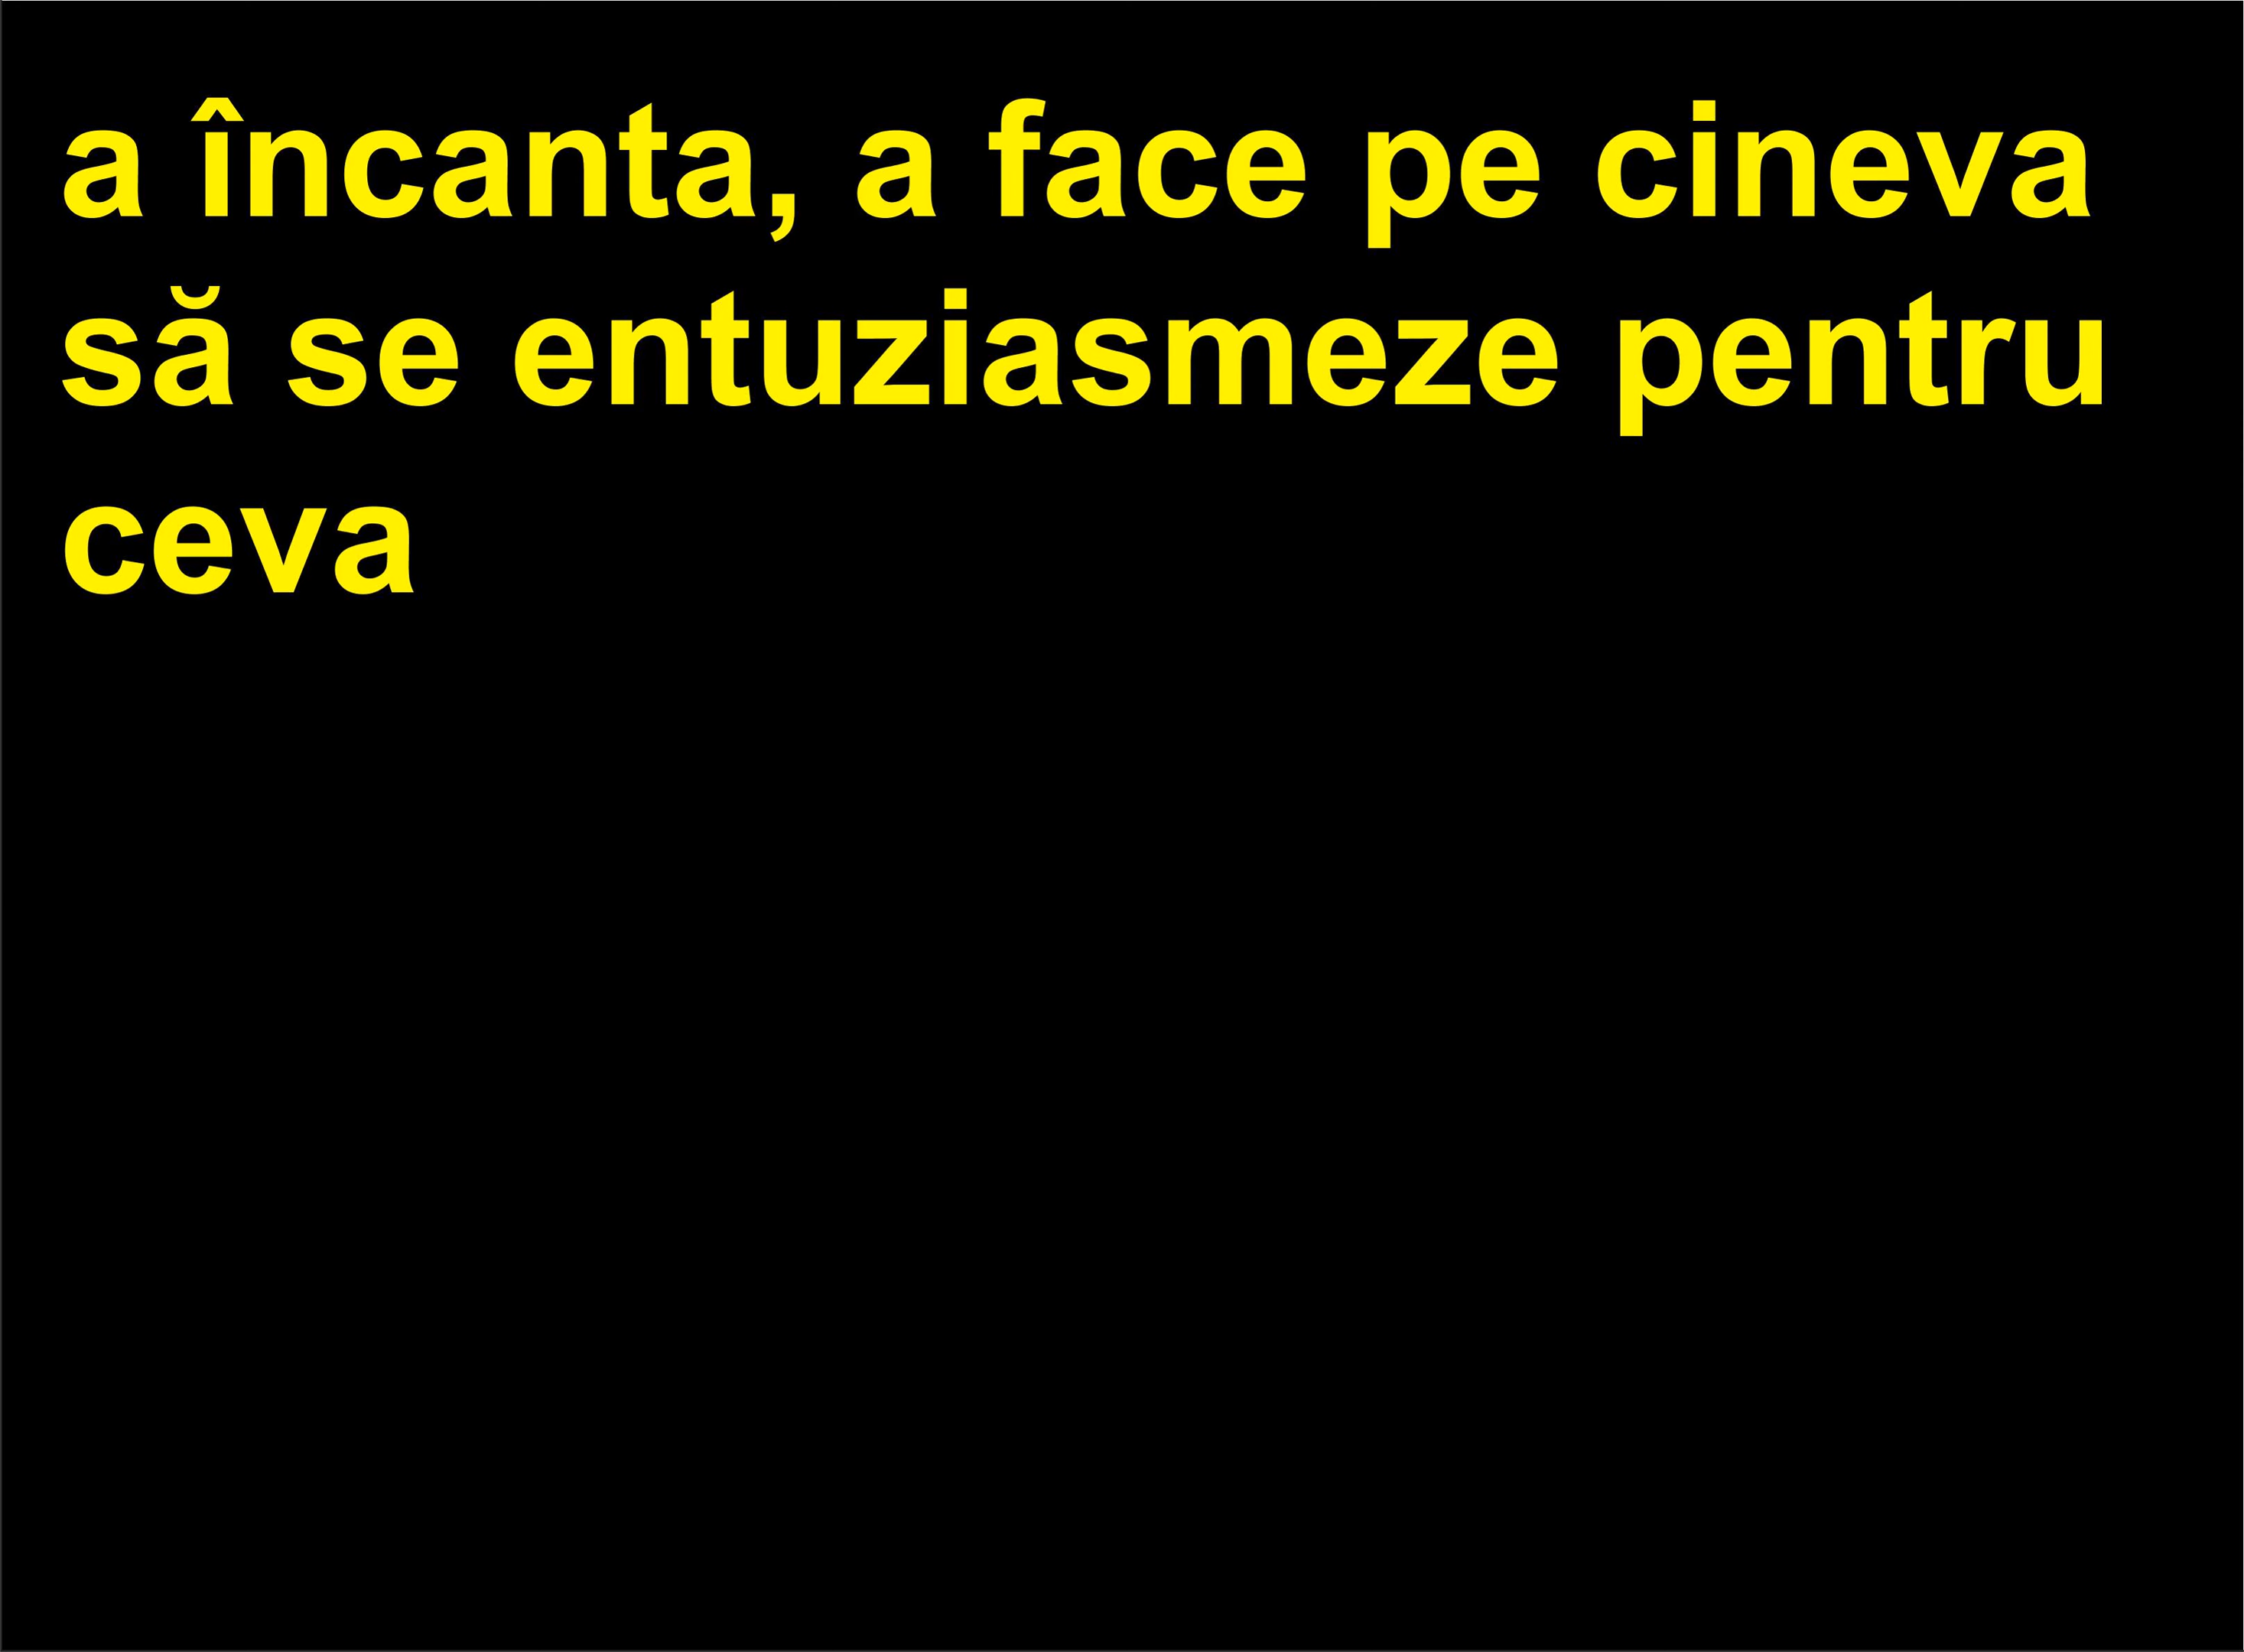 a încanta, a face pe cineva
să se entuziasmeze pentru
ceva